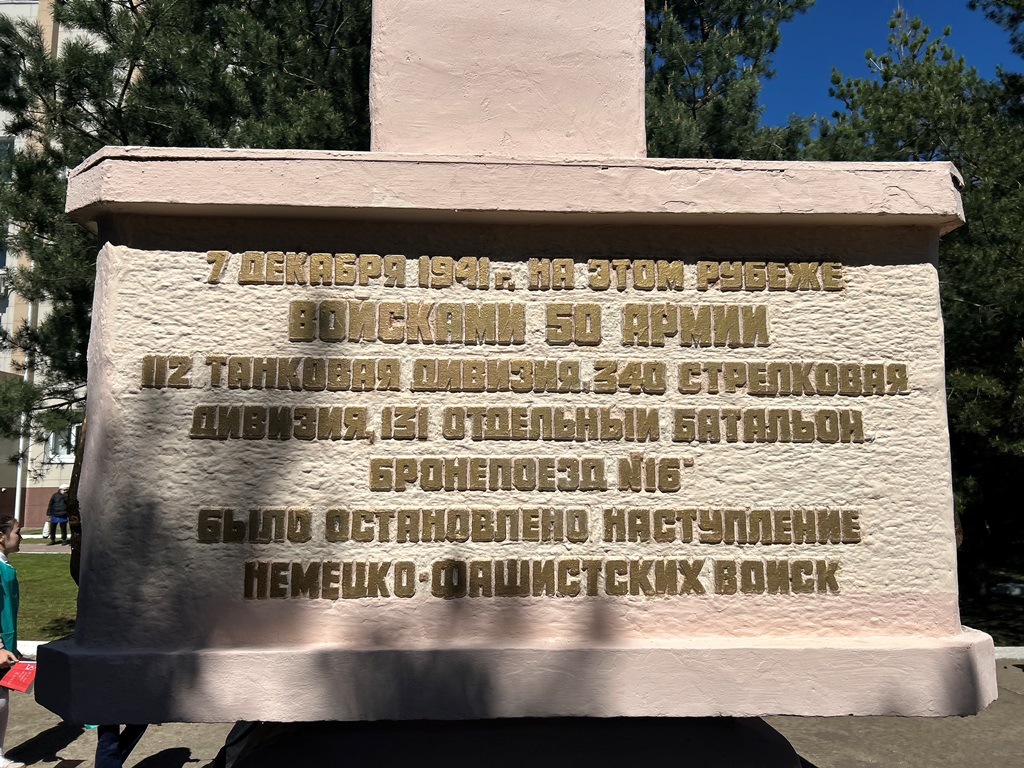 7 ДЕКАБРЯ 1941 г. НА ЭТОМ РУБЕЖЕ
ВОЙСКАМИ 50 АРМИИ
112 ТАНКОВАЯ ДИВИЗИЯ, 340 СТРЕЛКОВАЯ
ДИВИЗИЯ, 131 ОТДЕЛЬНЫЙ БАТАЛЬОН
БРОНЕПОЕЗД №16"
БЫЛО ОСТАНОВЛЕНО НАСТУПЛЕНИЕ
НЕМЕЦКО-ФАШИСТСКИХ ВОЙСК